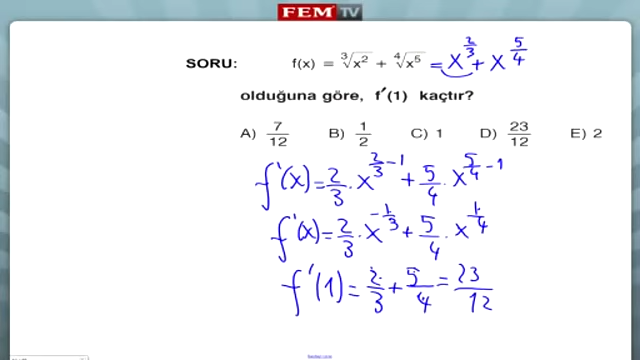 FEM TV
SORU: f(x) = ∛x² + ∜x⁵ = x^(2/3) + x^(5/4)
olduğuna göre, f′(1) kaçtır?
A) 7/12 B) 1/2 C) 1 D) 23/12 E) 2
f′(x) = 2/3 · x^(2/3 − 1) + 5/4 · x^(5/4 − 1)
f′(x) = 2/3 · x^(−1/3) + 5/4 · x^(1/4)
f′(1) = 2/3 + 5/4 = 23/12